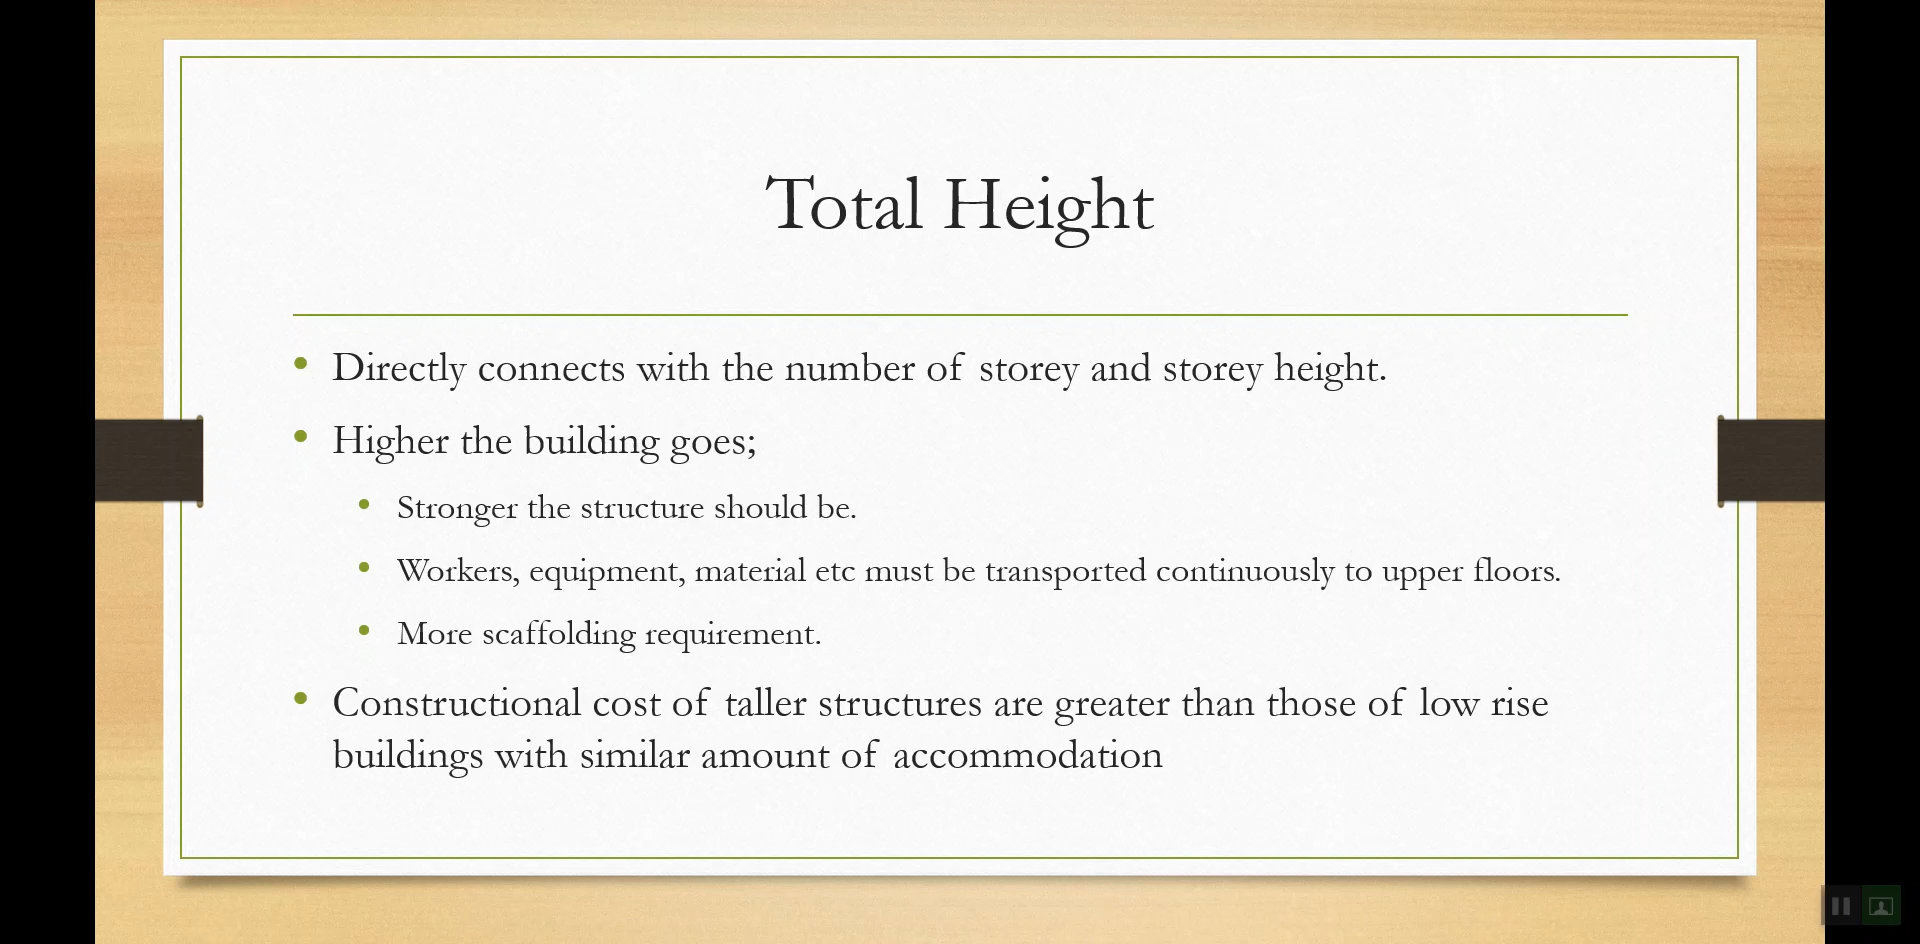 Total Height
Directly connects with the number of storey and storey height.
Higher the building goes;
Stronger the structure should be.
Workers, equipment, material etc must be transported continuously to upper floors.
More scaffolding requirement.
Constructional cost of taller structures are greater than those of low rise
buildings with similar amount of accommodation